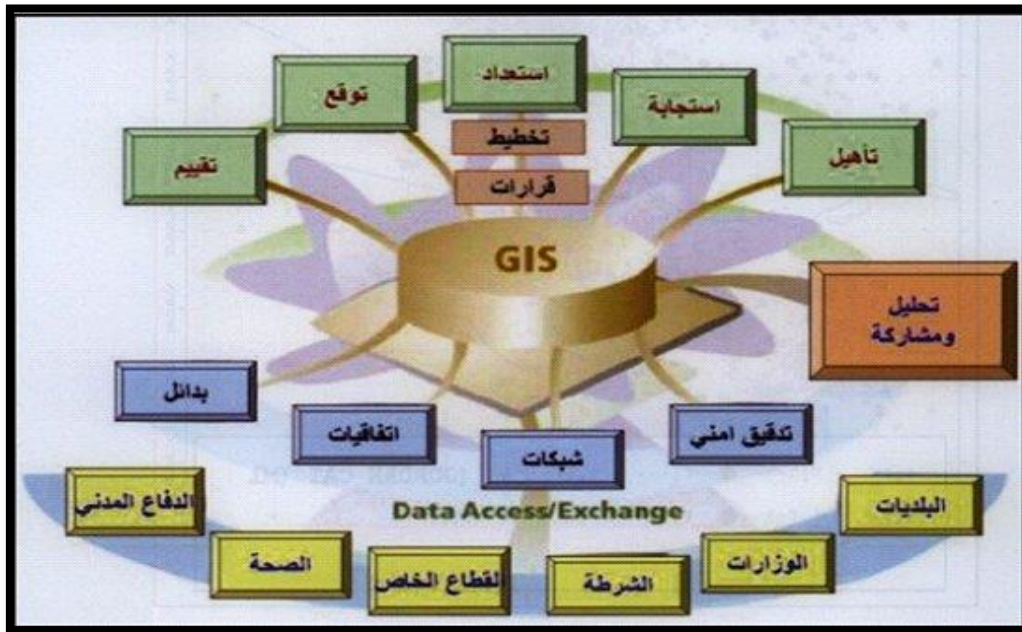 استعداد
توقع
استجابة
تقييم
تأهيل
تخطيط
قرارات
GIS
تحليل
ومشاركة
بدائل
اتفاقيات
شبكات
تدقيق امني
Data Access/Exchange
الدفاع المدني
الصحة
لقطاع الخاص
الشرطة
الوزارات
البلديات